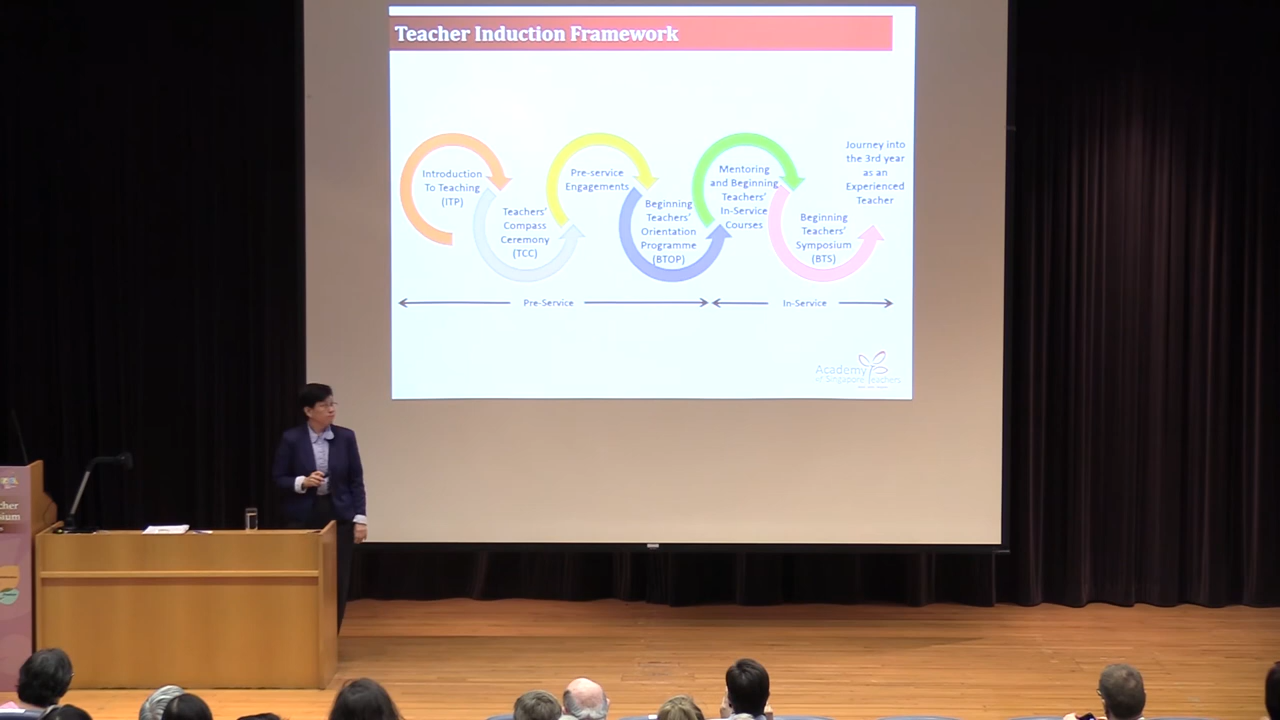 Teacher Induction Framework
Introduction
To Teaching
(ITP)
Teachers'
Compass
Ceremony
(TCC)
Pre-service
Engagements
Beginning
Teachers'
Orientation
Programme
(BTOP)
Mentoring
and Beginning
Teachers'
In-Service
Courses
Beginning
Teachers'
Symposium
(BTS)
Journey into
the 3rd year
as an
Experienced
Teacher
Pre-Service
In-Service
Academy
of Singapore Teachers